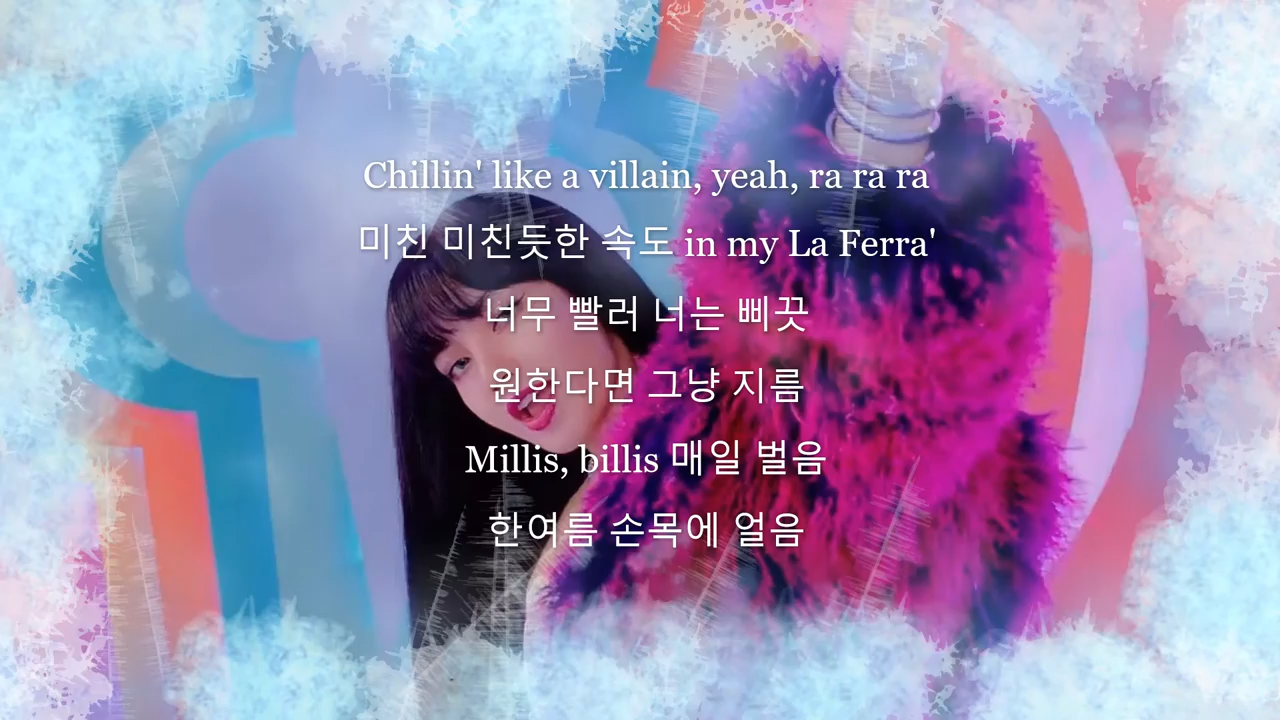 Chillin' like a villain, yeah, ra ra ra
미친 미친듯한 속도 in my La Ferra'
너무 빨러 너는 삐끗
원한다면 그냥 지름
Millis, billis 매일 벌음
한여름 손목에 얼음